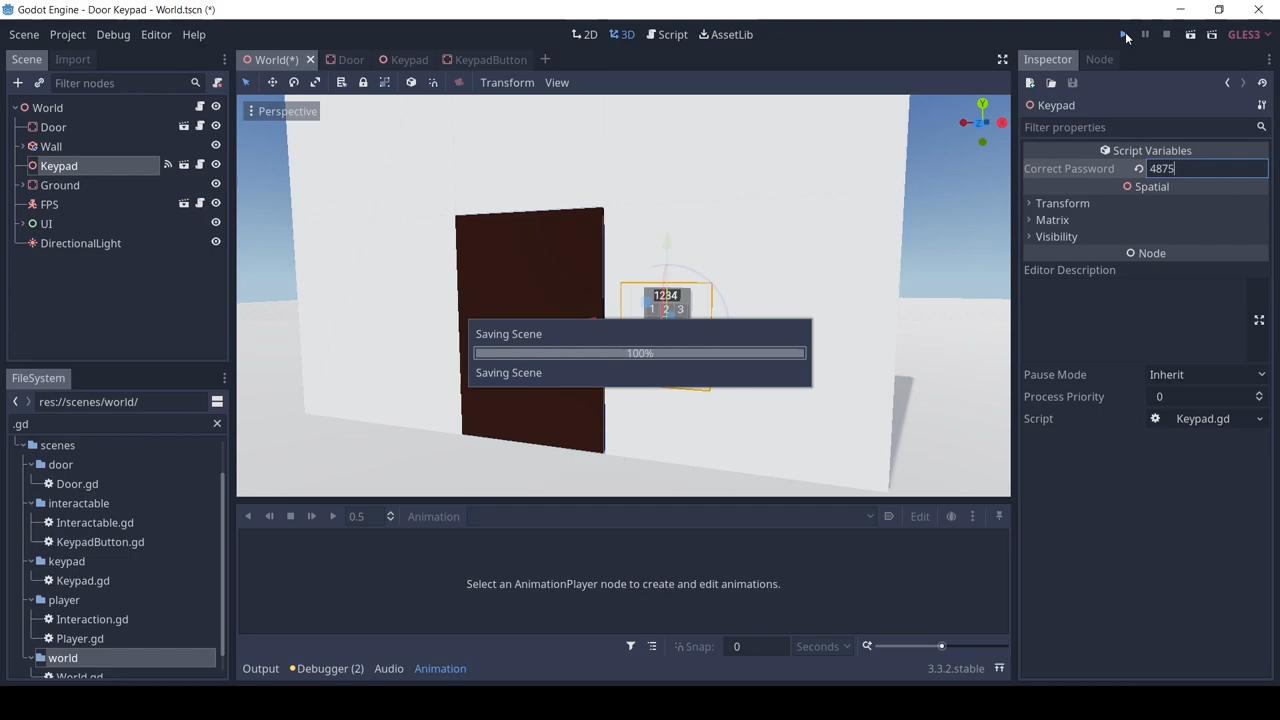 Godot Engine - Door Keypad - World.tscn (*)
Scene Project Debug Editor Help
2D 3D Script AssetLib
GLES3
Scene Import
World(*) Door Keypad KeypadButton
Inspector Node
Filter nodes
Transform View
World
Door
Wall
Keypad
Ground
FPS
UI
DirectionalLight
Perspective
Y
X
Z
1234
1 2 3
Saving Scene
100%
Saving Scene
Keypad
Filter properties
Script Variables
Correct Password 4875
Spatial
Transform
Matrix
Visibility
Node
Editor Description
Pause Mode Inherit
Process Priority 0
Script Keypad.gd
FileSystem
res://scenes/world/
.gd
scenes
door
Door.gd
interactable
Interactable.gd
KeypadButton.gd
keypad
Keypad.gd
player
Interaction.gd
Player.gd
world
World.gd
0.5 Animation Edit
Select an AnimationPlayer node to create and edit animations.
Snap: 0 Seconds
Output Debugger (2) Audio Animation 3.3.2.stable